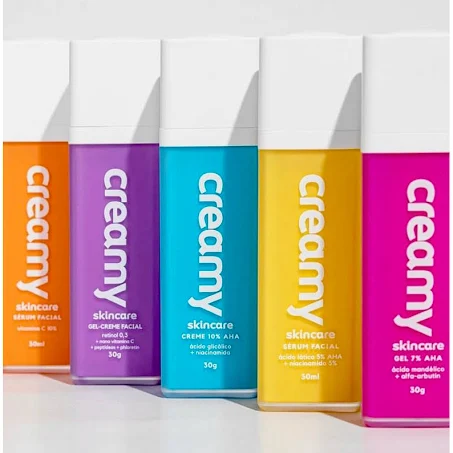 creamy
skincare
SÉRUM FACIAL
vitamina C 10%
30ml
creamy
skincare
GEL-CREME FACIAL
retinol 0,3
+ nano vitamina C
+ peptídeos + phloretin
30g
creamy
skincare
CREME 10% AHA
ácido glicólico
+ niacinamida
30g
creamy
skincare
SÉRUM FACIAL
ácido lático 5% AHA
+ niacinamida 5%
30ml
creamy
skincare
GEL 7% AHA
ácido mandélico
+ alfa-arbutin
30g